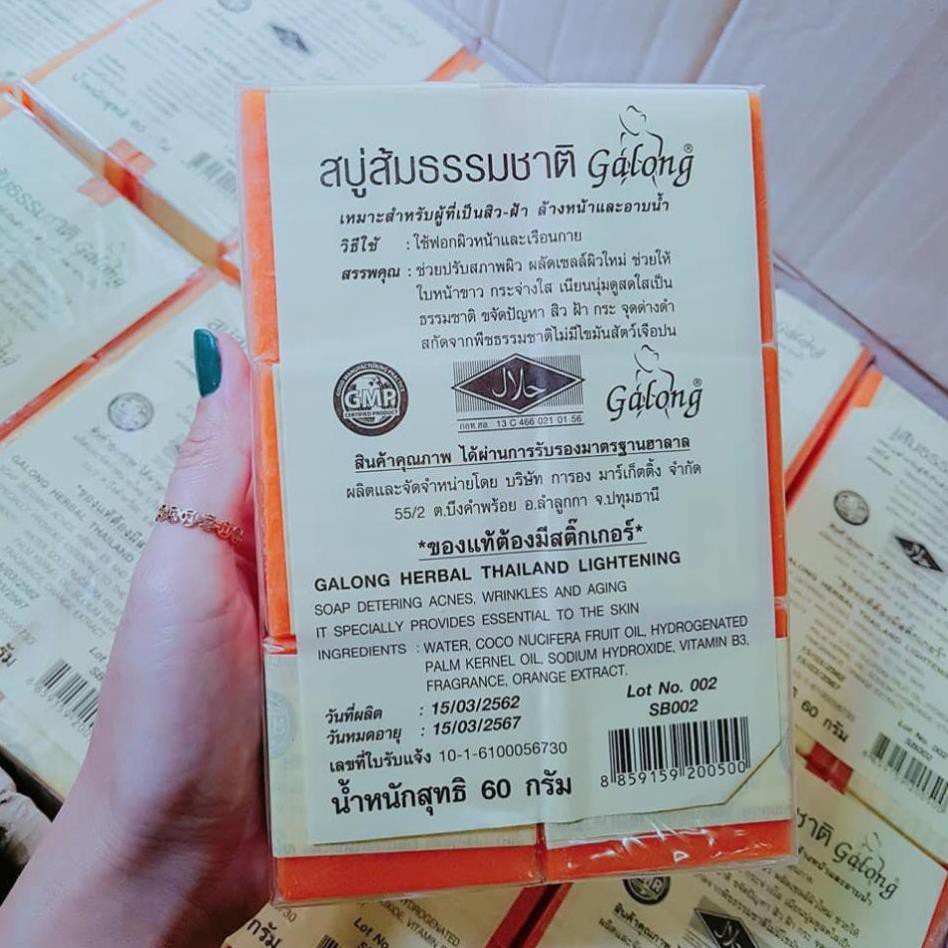 สบู่ส้มธรรมชาติ Galong®
เหมาะสำหรับผู้ที่เป็นสิว-ฝ้า ล้างหน้าและอาบน้ำ
วิธีใช้ : ใช้ฟอกผิวหน้าและเรือนกาย
สรรพคุณ : ช่วยปรับสภาพผิว ผลัดเซลล์ผิวใหม่ ช่วยให้
ใบหน้าขาว กระจ่างใส เนียนนุ่มดูสดใสเป็น
ธรรมชาติ ขจัดปัญหา สิว ฝ้า กระ จุดด่างดำ
สกัดจากพืชธรรมชาติไม่มีไขมันสัตว์เจือปน
GOOD MANUFACTURING PRACTICE
GMP
CERTIFIED PRODUCT
حلال
กอท.ฮล. 13 C 466 021 01 56
Galong®
สินค้าคุณภาพ ได้ผ่านการรับรองมาตรฐานฮาลาล
ผลิตและจัดจำหน่ายโดย บริษัท การอง มาร์เก็ตติ้ง จำกัด
55/2 ต.บึงคำพร้อย อ.ลำลูกกา จ.ปทุมธานี
*ของแท้ต้องมีสติ๊กเกอร์*
GALONG HERBAL THAILAND LIGHTENING
SOAP DETERING ACNES, WRINKLES AND AGING
IT SPECIALLY PROVIDES ESSENTIAL TO THE SKIN
INGREDIENTS : WATER, COCO NUCIFERA FRUIT OIL, HYDROGENATED
PALM KERNEL OIL, SODIUM HYDROXIDE, VITAMIN B3,
FRAGRANCE, ORANGE EXTRACT.
วันที่ผลิต : 15/03/2562
วันหมดอายุ : 15/03/2567
เลขที่ใบรับแจ้ง 10-1-6100056730
น้ำหนักสุทธิ 60 กรัม
Lot No. 002
SB002
8 859159 200500